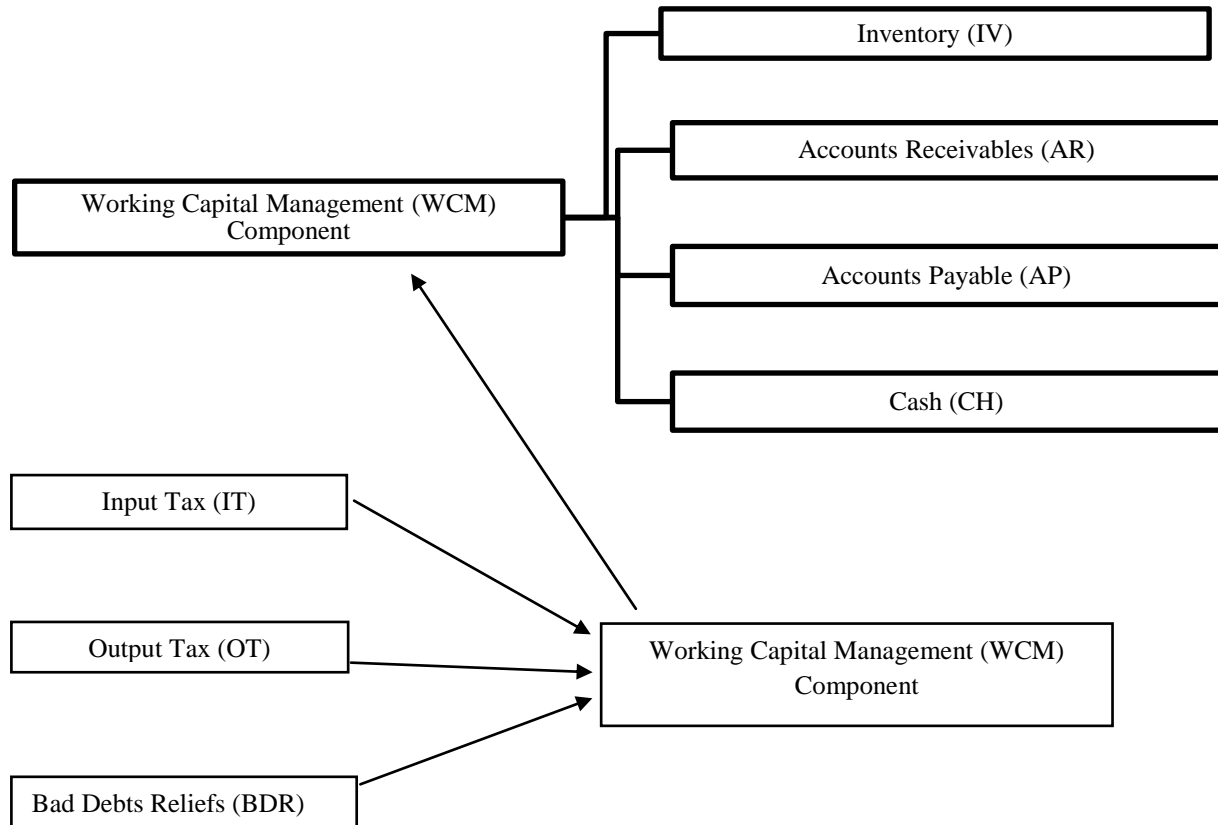 Inventory (IV)
Accounts Receivables (AR)
Working Capital Management (WCM)
Component
Accounts Payable (AP)
Cash (CH)
Input Tax (IT)
Output Tax (OT)
Working Capital Management (WCM)
Component
Bad Debts Reliefs (BDR)